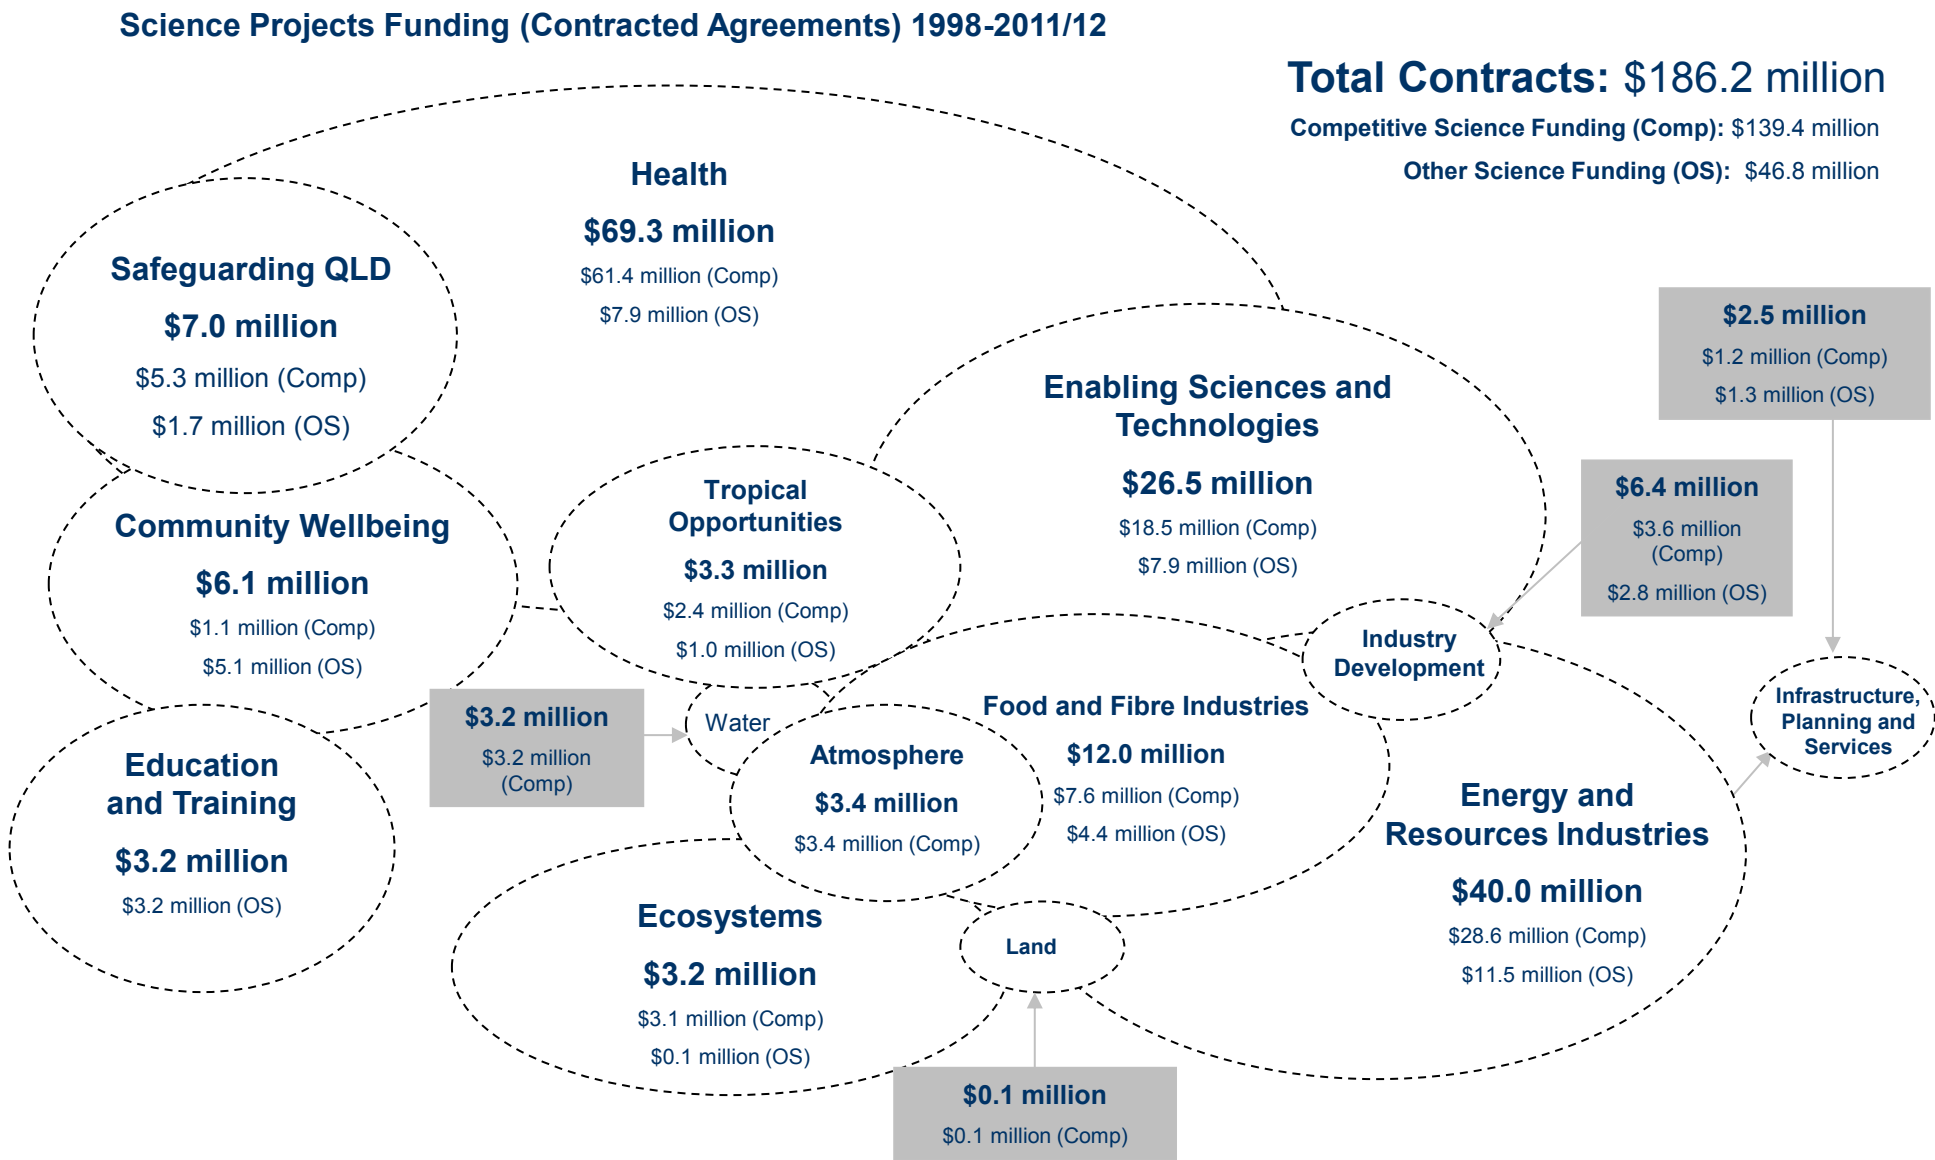 Science Projects Funding (Contracted Agreements) 1998-2011/12
Total Contracts: $186.2 million
Competitive Science Funding (Comp): $139.4 million
Other Science Funding (OS): $46.8 million
Health
$69.3 million
$61.4 million (Comp)
$7.9 million (OS)
Safeguarding QLD
$7.0 million
$5.3 million (Comp)
$1.7 million (OS)
Enabling Sciences and
Technologies
$26.5 million
$18.5 million (Comp)
$7.9 million (OS)
$2.5 million
$1.2 million (Comp)
$1.3 million (OS)
$6.4 million
$3.6 million
(Comp)
$2.8 million (OS)
Tropical
Opportunities
$3.3 million
$2.4 million (Comp)
$1.0 million (OS)
Community Wellbeing
$6.1 million
$1.1 million (Comp)
$5.1 million (OS)
Industry
Development
Infrastructure,
Planning and
Services
$3.2 million
$3.2 million
(Comp)
Water
Food and Fibre Industries
$12.0 million
$7.6 million (Comp)
$4.4 million (OS)
Atmosphere
$3.4 million
$3.4 million (Comp)
Education
and Training
$3.2 million
$3.2 million (OS)
Energy and
Resources Industries
$40.0 million
$28.6 million (Comp)
$11.5 million (OS)
Ecosystems
$3.2 million
$3.1 million (Comp)
$0.1 million (OS)
Land
$0.1 million
$0.1 million (Comp)